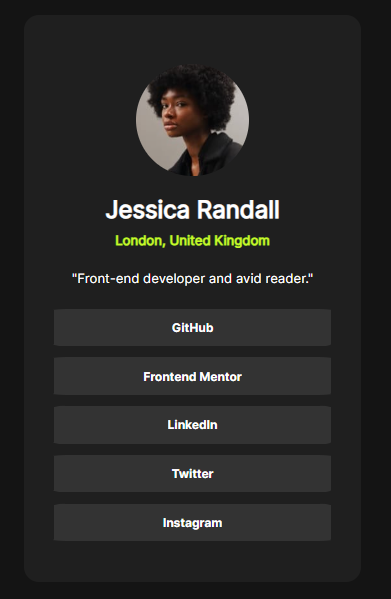 Jessica Randall
London, United Kingdom
"Front-end developer and avid reader."
GitHub
Frontend Mentor
LinkedIn
Twitter
Instagram